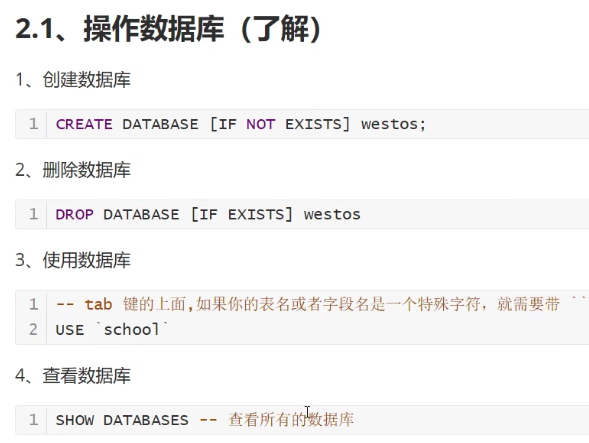 2.1、操作数据库（了解）
1、创建数据库
1 CREATE DATABASE [IF NOT EXISTS] westos;
2、删除数据库
1 DROP DATABASE [IF EXISTS] westos
3、使用数据库
1 -- tab 键的上面,如果你的表名或者字段名是一个特殊字符，就需要带 ``
2 USE `school`
4、查看数据库
1 SHOW DATABASES -- 查看所有的数据库